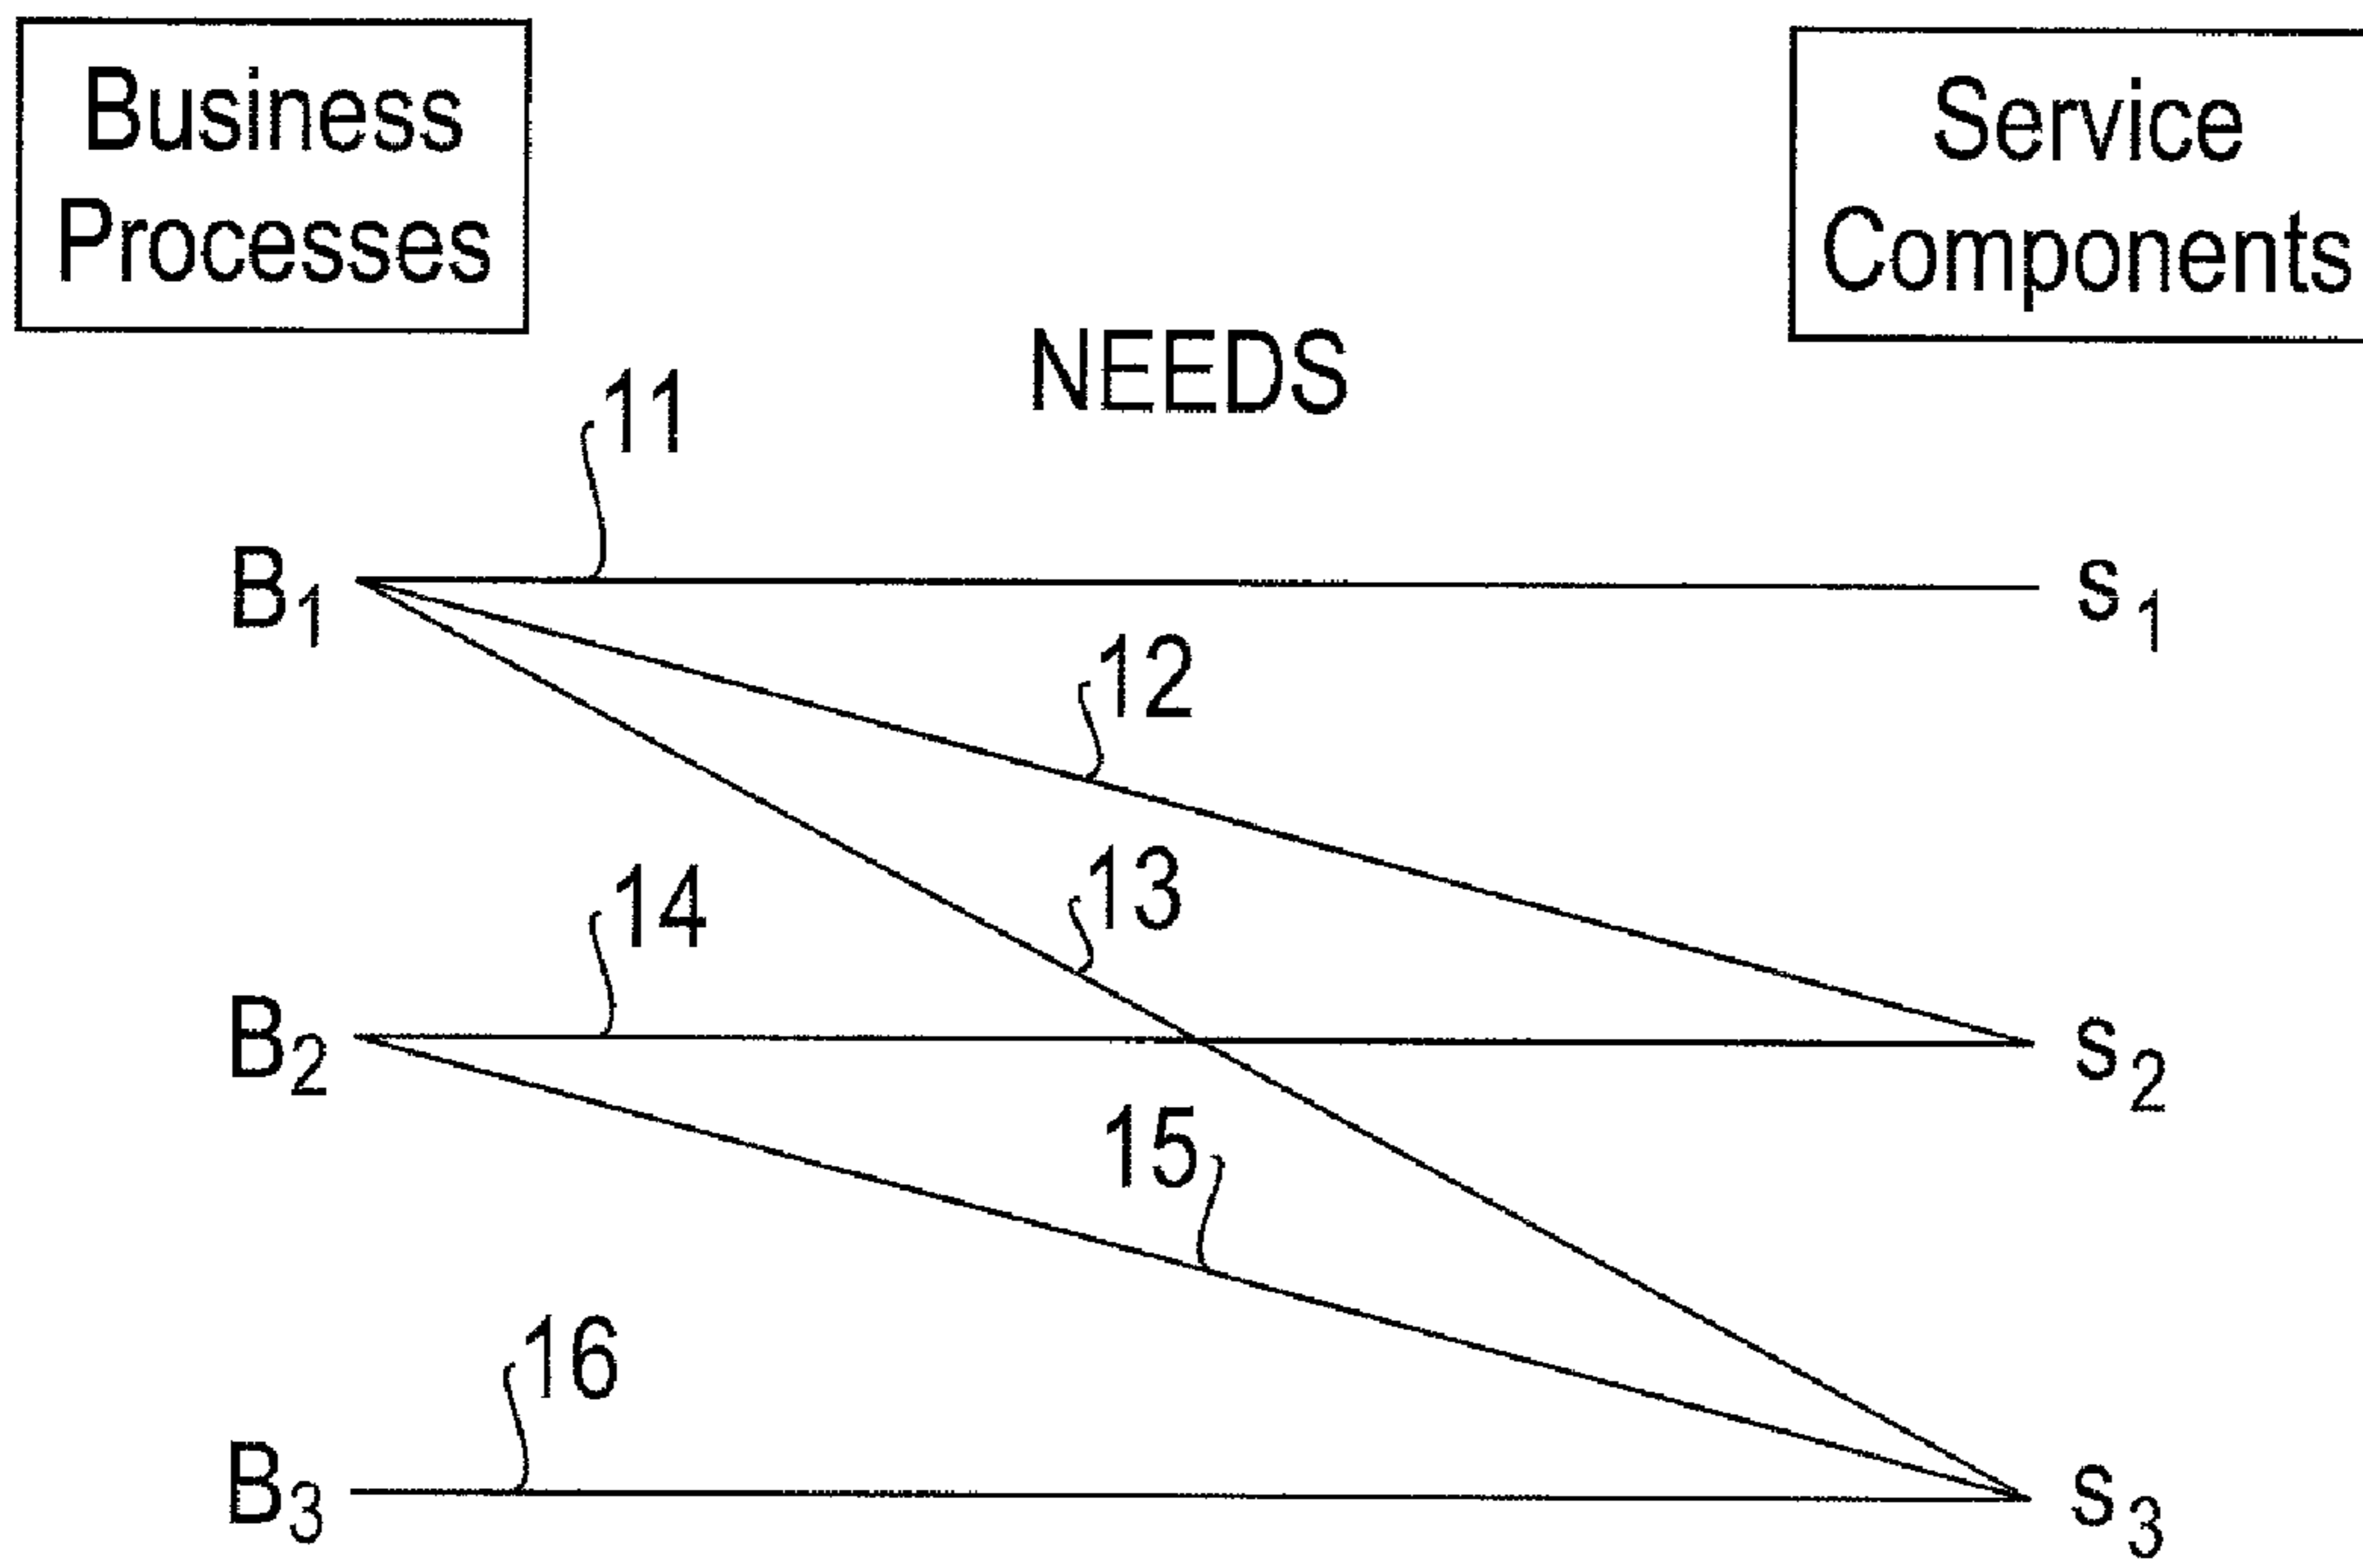 Business
Processes
Service
Components
NEEDS
11
B₁
s₁
12
13
14
B₂
s₂
15
16
B₃
s₃